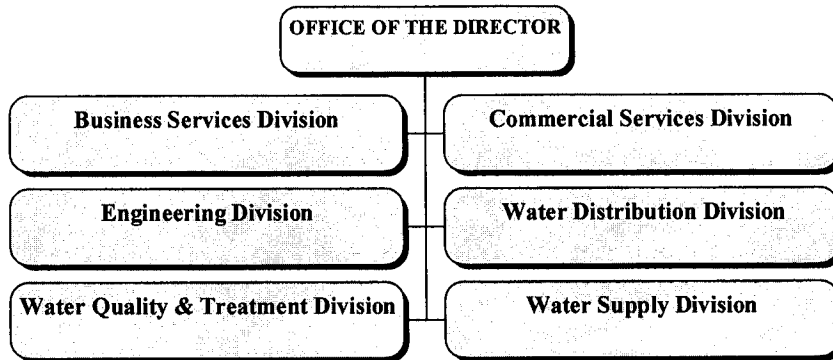 OFFICE OF THE DIRECTOR
Business Services Division
Commercial Services Division
Engineering Division
Water Distribution Division
Water Quality & Treatment Division
Water Supply Division